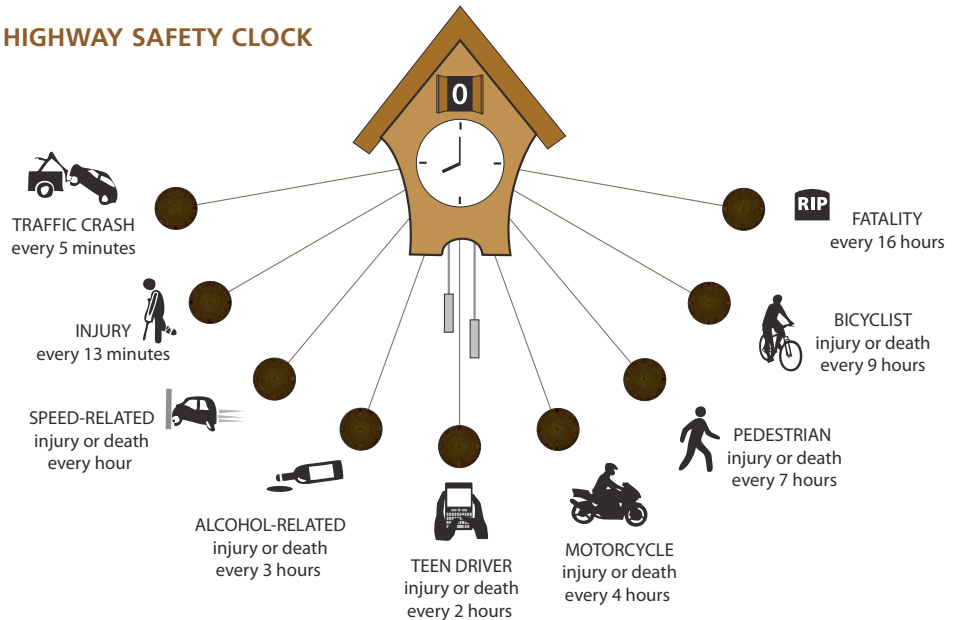 HIGHWAY SAFETY CLOCK
0
TRAFFIC CRASH
every 5 minutes
INJURY
every 13 minutes
SPEED-RELATED
injury or death
every hour
ALCOHOL-RELATED
injury or death
every 3 hours
TEEN DRIVER
injury or death
every 2 hours
MOTORCYCLE
injury or death
every 4 hours
PEDESTRIAN
injury or death
every 7 hours
BICYCLIST
injury or death
every 9 hours
RIP
FATALITY
every 16 hours